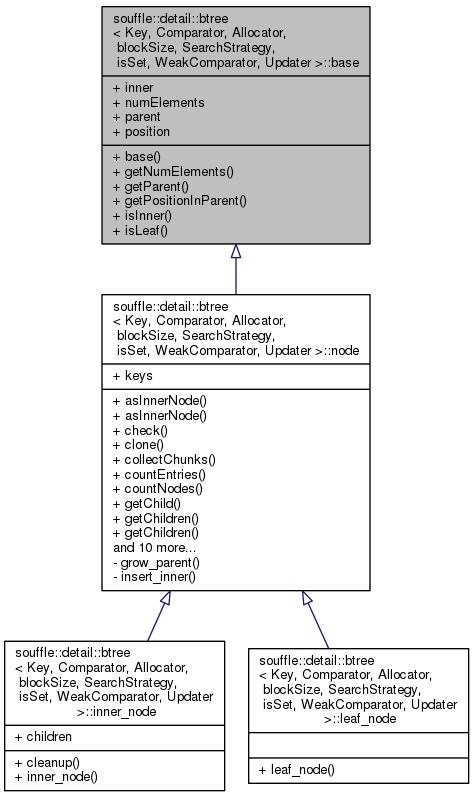 souffle::detail::btree
< Key, Comparator, Allocator,
blockSize, SearchStrategy,
isSet, WeakComparator, Updater >::base
+ inner
+ numElements
+ parent
+ position
+ base()
+ getNumElements()
+ getParent()
+ getPositionInParent()
+ isInner()
+ isLeaf()
souffle::detail::btree
< Key, Comparator, Allocator,
blockSize, SearchStrategy,
isSet, WeakComparator, Updater >::node
+ keys
+ asInnerNode()
+ asInnerNode()
+ check()
+ clone()
+ collectChunks()
+ countEntries()
+ countNodes()
+ getChild()
+ getChildren()
+ getChildren()
and 10 more...
- grow_parent()
- insert_inner()
souffle::detail::btree
< Key, Comparator, Allocator,
blockSize, SearchStrategy,
isSet, WeakComparator, Updater
>::inner_node
+ children
+ cleanup()
+ inner_node()
souffle::detail::btree
< Key, Comparator, Allocator,
blockSize, SearchStrategy,
isSet, WeakComparator, Updater
>::leaf_node
+ leaf_node()